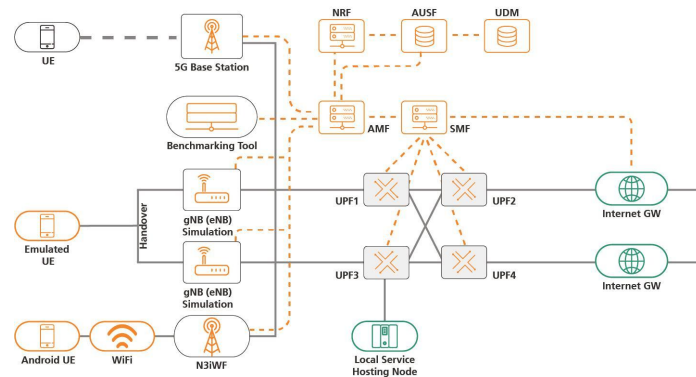 NRF
AUSF
UDM
UE
5G Base Station
Benchmarking Tool
AMF
SMF
Handover
gNB (eNB)
Simulation
UPF1
UPF2
Internet GW
Emulated
UE
gNB (eNB)
Simulation
UPF3
UPF4
Internet GW
Android UE
WiFi
N3iWF
Local Service
Hosting Node